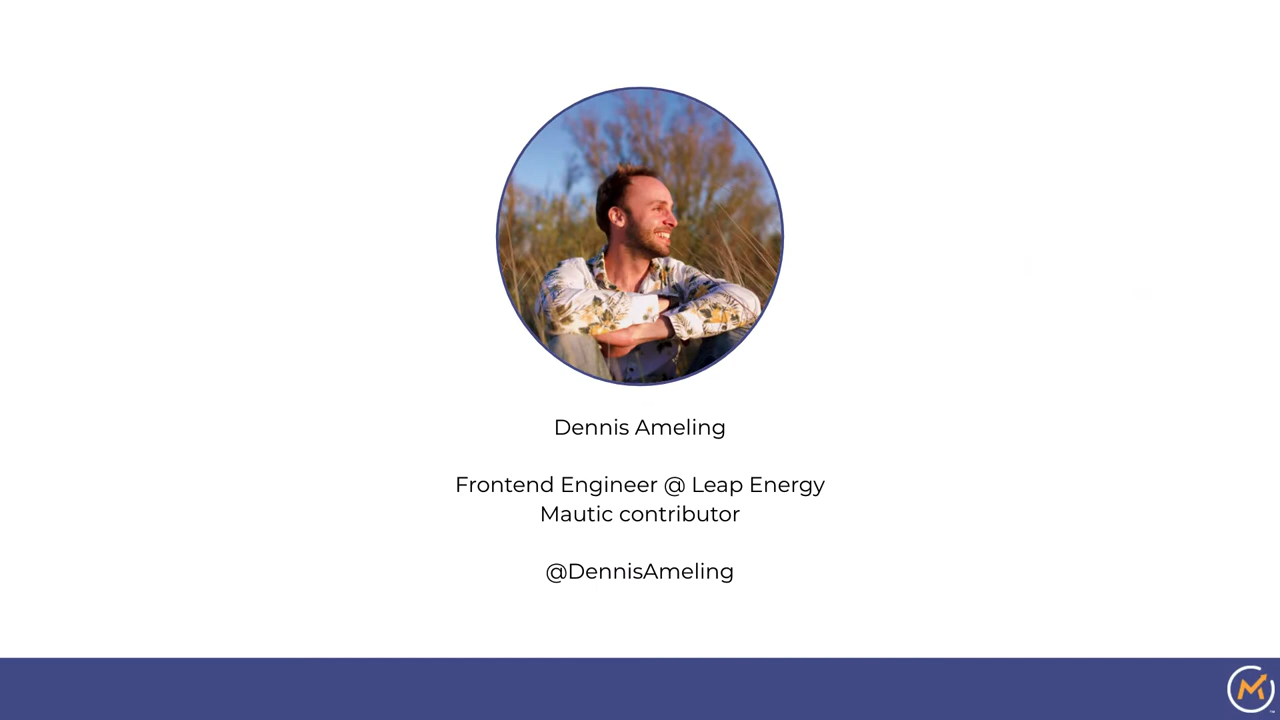 Dennis Ameling
Frontend Engineer @ Leap Energy
Mautic contributor
@DennisAmeling